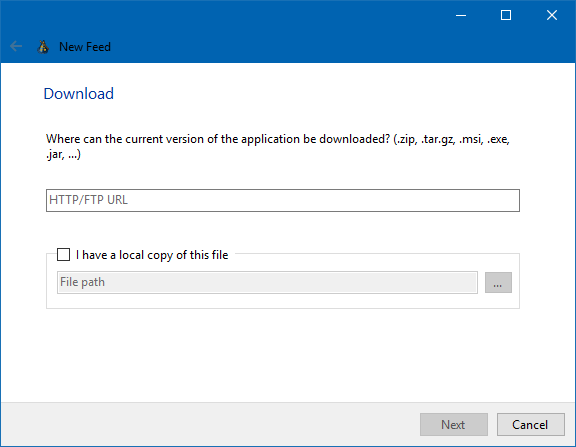 New Feed
Download
Where can the current version of the application be downloaded? (.zip, .tar.gz, .msi, .exe,
.jar, ...)
HTTP/FTP URL
I have a local copy of this file
File path
...
Next
Cancel